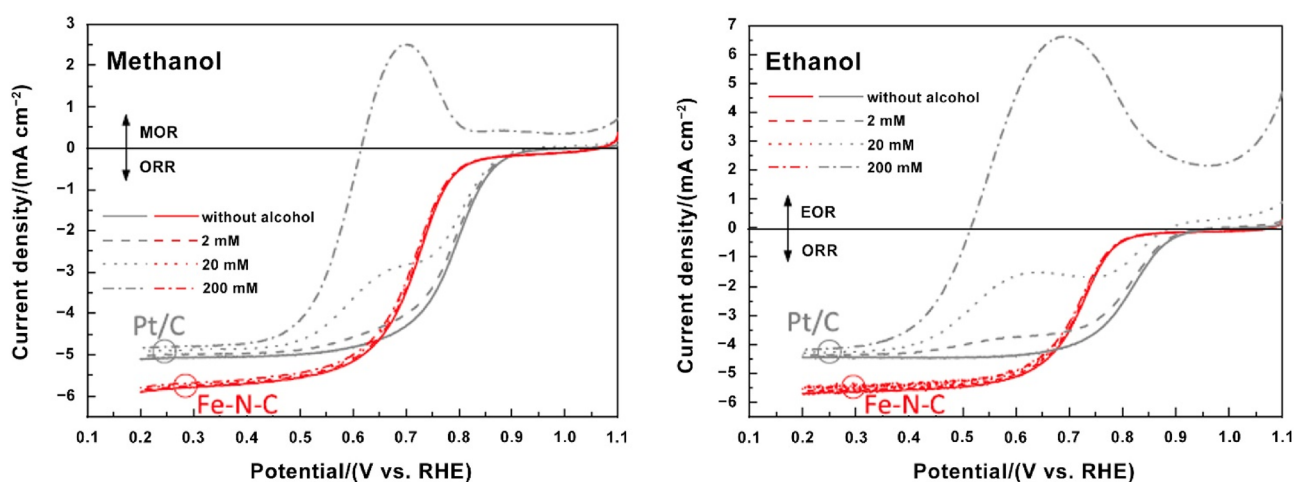 Methanol
MOR
ORR
without alcohol
2 mM
20 mM
200 mM
Pt/C
Fe-N-C
3
2
1
0
−1
−2
−3
−4
−5
−6
Current density/(mA cm⁻²)
0.1 0.2 0.3 0.4 0.5 0.6 0.7 0.8 0.9 1.0 1.1
Potential/(V vs. RHE)
Ethanol
without alcohol
2 mM
20 mM
200 mM
EOR
ORR
Pt/C
Fe-N-C
7
6
5
4
3
2
1
0
−1
−2
−3
−4
−5
−6
Current density/(mA cm⁻²)
0.1 0.2 0.3 0.4 0.5 0.6 0.7 0.8 0.9 1.0 1.1
Potential/(V vs. RHE)